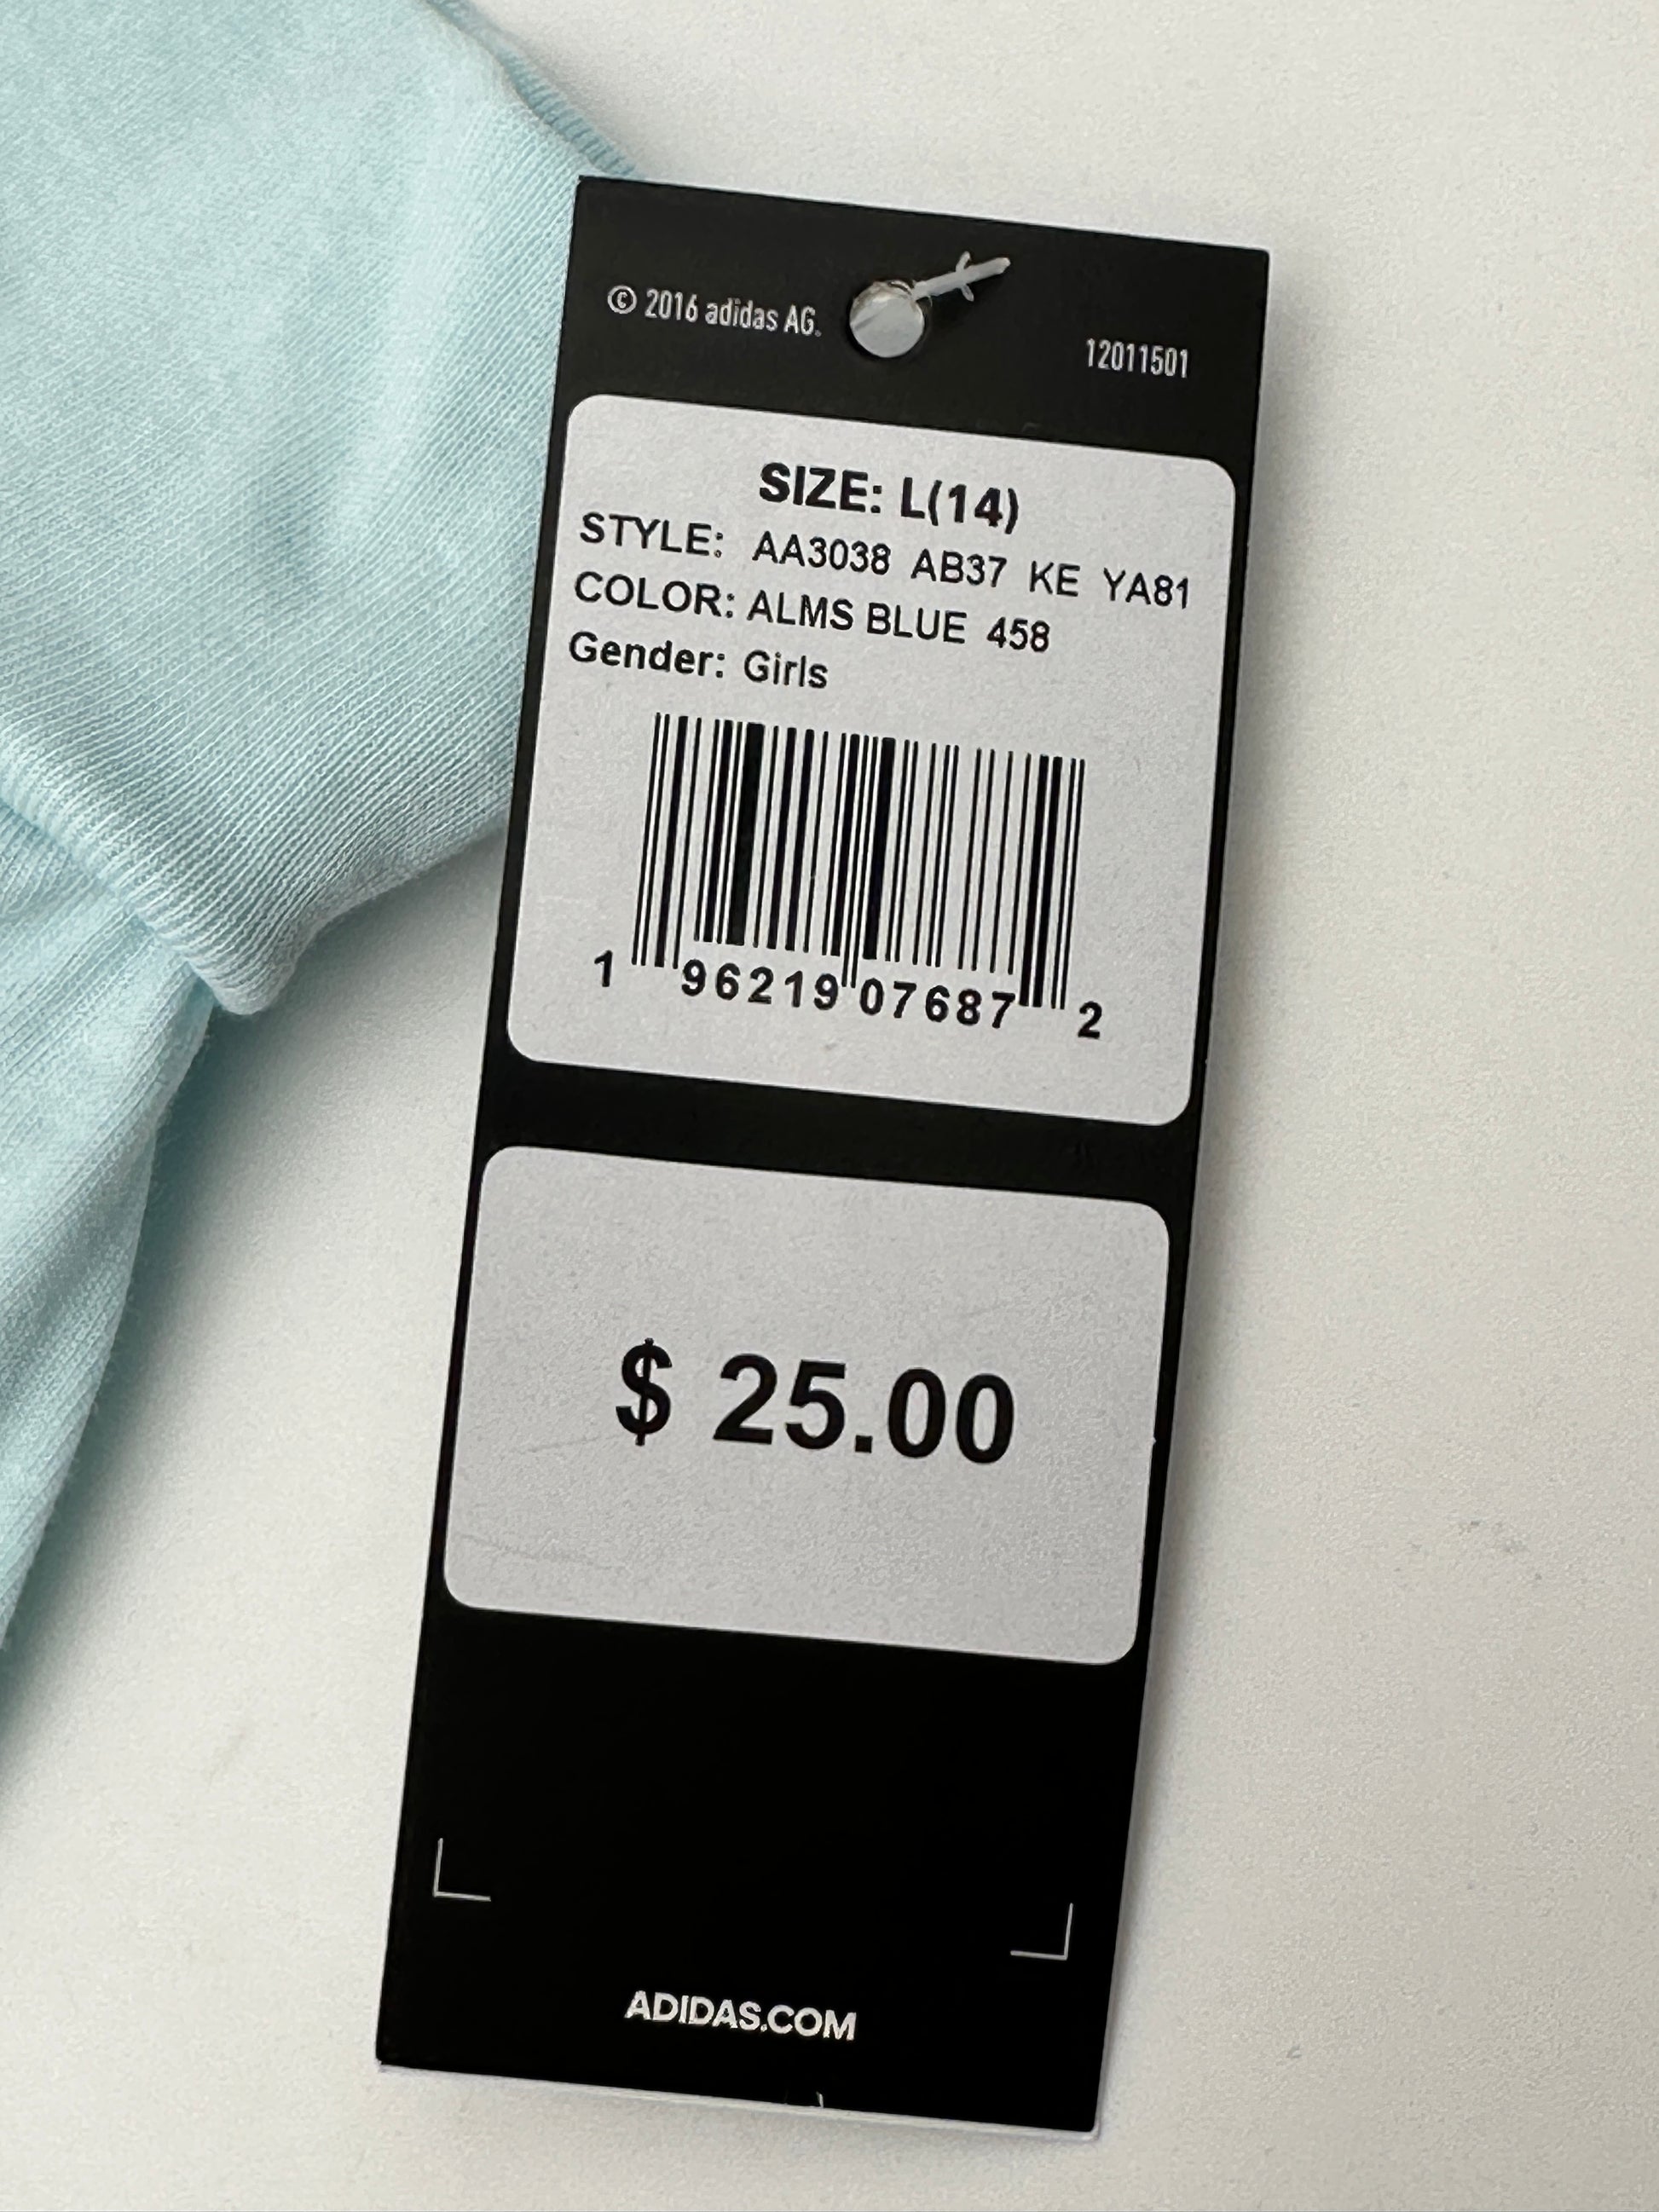 © 2016 adidas AG.
12011501
SIZE: L(14)
STYLE: AA3038 AB37 KE YA81
COLOR: ALMS BLUE 458
Gender: Girls
1 96219 07687 2
$ 25.00
ADIDAS.COM